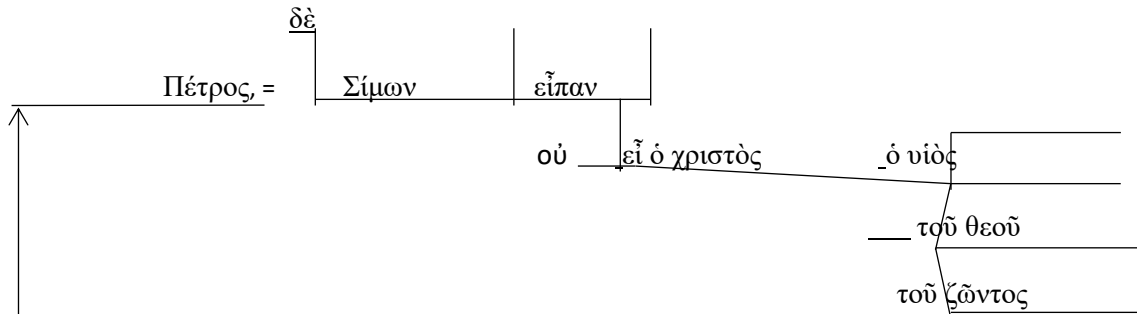 δὲ
Πέτρος, = Σίμων εἶπαν
οὐ εἶ ὁ χριστὸς ὁ υἱὸς
τοῦ θεοῦ
τοῦ ζῶντος